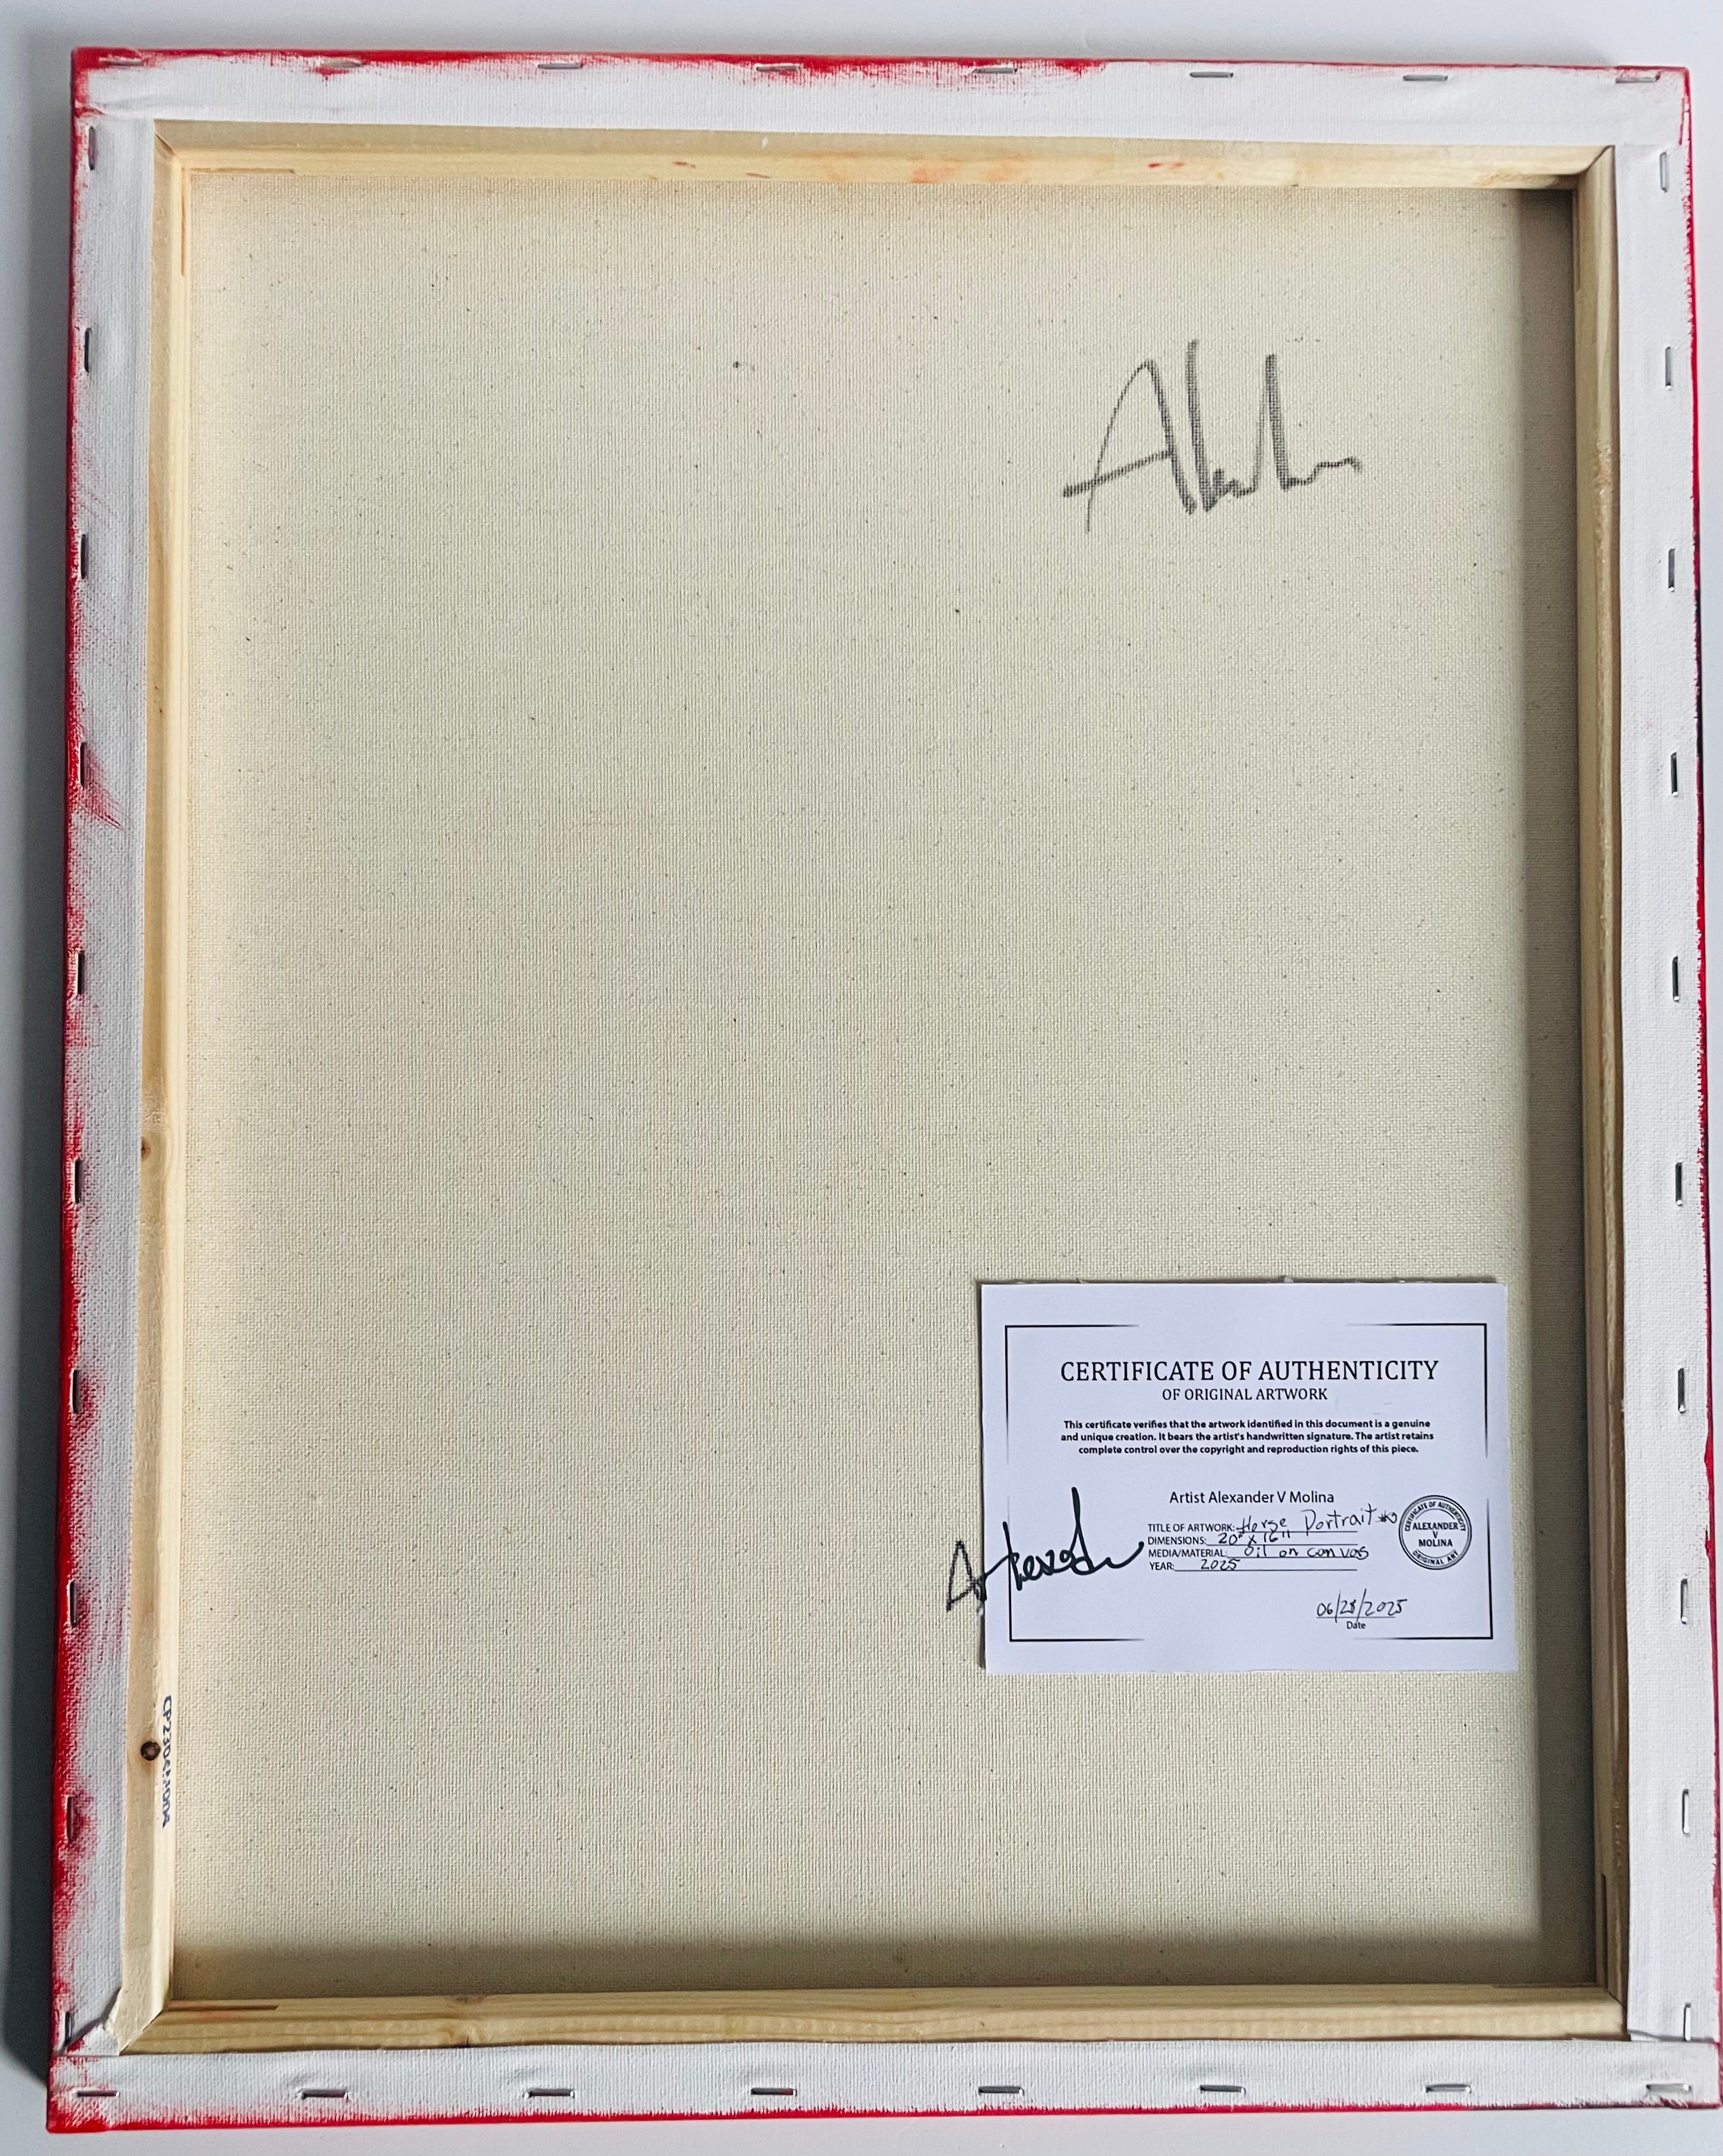 CERTIFICATE OF AUTHENTICITY
OF ORIGINAL ARTWORK
This certificate verifies that the artwork identified in this document is a genuine
and unique creation. It bears the artist's handwritten signature. The artist retains
complete control over the copyright and reproduction rights of this piece.
Artist Alexander V Molina
TITLE OF ARTWORK: Horse Portrait
DIMENSIONS: 20" x 16"
MEDIA/MATERIAL: Oil on canvas
YEAR: 2025
CERTIFICATE OF AUTHENTICITY
ALEXANDER
V
MOLINA
ORIGINAL ART
06/28/2025
Date